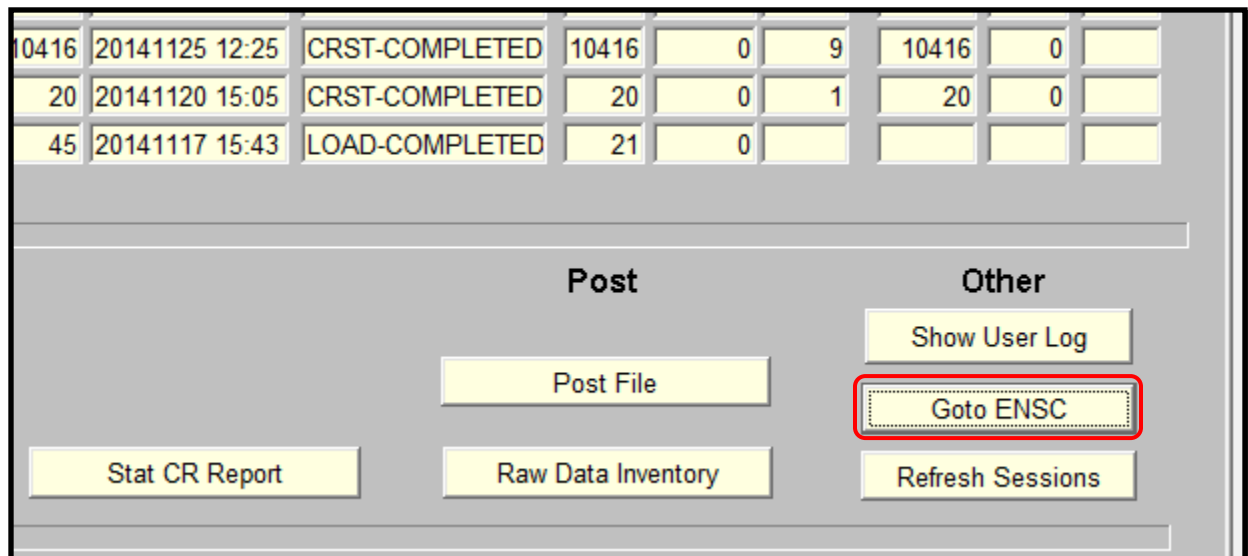 10416 20141125 12:25 CRST-COMPLETED 10416 0 9 10416 0
20 20141120 15:05 CRST-COMPLETED 20 0 1 20 0
45 20141117 15:43 LOAD-COMPLETED 21 0
Post Other
Show User Log
Post File
Goto ENSC
Stat CR Report Raw Data Inventory Refresh Sessions